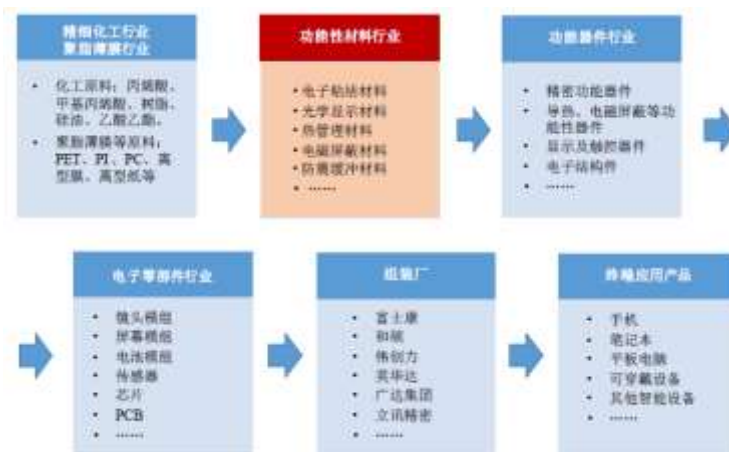 精细化工行业
聚脂薄膜行业
• 化工原料：丙烯酸、
甲基丙烯酸、树脂、
硅油、乙酸乙酯、
• 聚脂薄膜等原料：
PET、PI、PC、离
型膜、离型纸等
功能性材料行业
• 电子粘结材料
• 光学显示材料
• 热管理材料
• 电磁屏蔽材料
• 防震缓冲材料
• ……
功能器件行业
• 精密功能器件
• 导热、电磁屏蔽等功
能性器件
• 显示及触控器件
• 电子结构件
• ……
电子零部件行业
• 镜头模组
• 屏幕模组
• 电池模组
• 传感器
• 芯片
• PCB
• ……
组装厂
• 富士康
• 和硕
• 伟创力
• 英华达
• 广达集团
• 立讯精密
• ……
终端应用产品
• 手机
• 笔记本
• 平板电脑
• 可穿戴设备
• 其他智能设备
• ……